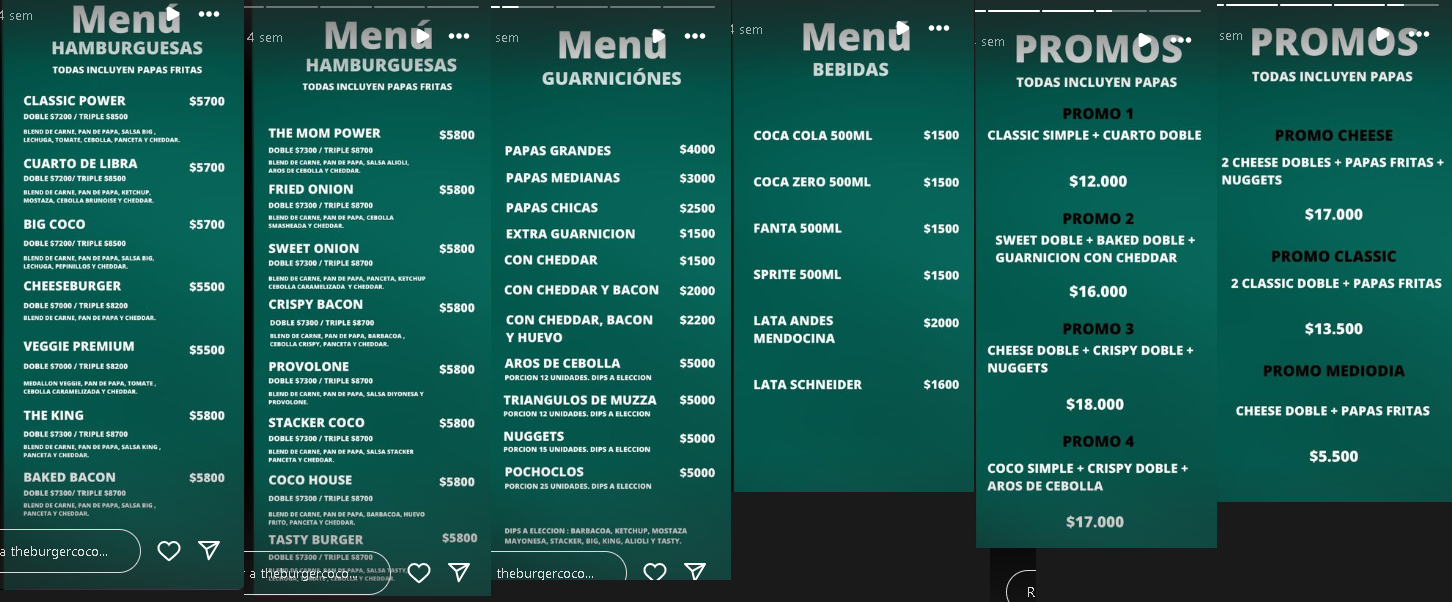 4 sem
Menú
HAMBURGUESAS
TODAS INCLUYEN PAPAS FRITAS
CLASSIC POWER $5700
DOBLE $7200 / TRIPLE $8500
BLEND DE CARNE, PAN DE PAPA, SALSA BIG ,
LECHUGA, TOMATE, CEBOLLA, PANCETA Y CHEDDAR.
CUARTO DE LIBRA $5700
DOBLE $7200/ TRIPLE $8500
BLEND DE CARNE, PAN DE PAPA, KETCHUP,
MOSTAZA, CEBOLLA BRUNOISE Y CHEDDAR.
BIG COCO $5700
DOBLE $7200/ TRIPLE $8500
BLEND DE CARNE, PAN DE PAPA, SALSA BIG,
LECHUGA, PEPINILLOS Y CHEDDAR.
CHEESEBURGER $5500
DOBLE $7000 / TRIPLE $8200
BLEND DE CARNE, PAN DE PAPA Y CHEDDAR.
VEGGIE PREMIUM $5500
DOBLE $7000 / TRIPLE $8200
MEDALLON VEGGIE, PAN DE PAPA, TOMATE ,
CEBOLLA CARAMELIZADA Y CHEDDAR.
THE KING $5800
DOBLE $7300 / TRIPLE $8700
BLEND DE CARNE, PAN DE PAPA, SALSA KING ,
PANCETA Y CHEDDAR.
BAKED BACON $5800
DOBLE $7300/ TRIPLE $8700
BLEND DE CARNE, PAN DE PAPA, SALSA BIG ,
PANCETA Y CHEDDAR.
a theburgercoco...
4 sem
Menú
HAMBURGUESAS
TODAS INCLUYEN PAPAS FRITAS
THE MOM POWER $5800
DOBLE $7300 / TRIPLE $8700
BLEND DE CARNE, PAN DE PAPA, SALSA ALIOLI,
AROS DE CEBOLLA Y CHEDDAR.
FRIED ONION $5800
DOBLE $7300 / TRIPLE $8700
BLEND DE CARNE, PAN DE PAPA, CEBOLLA
SMASHEADA Y CHEDDAR.
SWEET ONION $5800
DOBLE $7300 / TRIPLE $8700
BLEND DE CARNE, PAN DE PAPA, PANCETA, KETCHUP
CEBOLLA CARAMELIZADA Y CHEDDAR.
CRISPY BACON $5800
DOBLE $7300 / TRIPLE $8700
BLEND DE CARNE, PAN DE PAPA, BARBACOA ,
CEBOLLA CRISPY, PANCETA Y CHEDDAR.
PROVOLONE $5800
DOBLE $7300 / TRIPLE $8700
BLEND DE CARNE, PAN DE PAPA, SALSA DIYONESA Y
PROVOLONE.
STACKER COCO $5800
DOBLE $7300 / TRIPLE $8700
BLEND DE CARNE, PAN DE PAPA, SALSA STACKER
PANCETA Y CHEDDAR.
COCO HOUSE $5800
DOBLE $7300 / TRIPLE $8700
BLEND DE CARNE, PAN DE PAPA, BARBACOA, HUEVO
FRITO, PANCETA Y CHEDDAR.
TASTY BURGER $5800
DOBLE $7300 / TRIPLE $8700
BLEND DE CARNE, PAN DE PAPA, SALSA TASTY,
LECHUGA, TOMATE , CEBOLLA Y CHEDDAR.
r a theburgercoco...
sem
Menú
GUARNICIÓNES
PAPAS GRANDES $4000
PAPAS MEDIANAS $3000
PAPAS CHICAS $2500
EXTRA GUARNICION $1500
CON CHEDDAR $1500
CON CHEDDAR Y BACON $2000
CON CHEDDAR, BACON $2200
Y HUEVO
AROS DE CEBOLLA $5000
PORCION 12 UNIDADES. DIPS A ELECCION
TRIANGULOS DE MUZZA $5000
PORCION 12 UNIDADES. DIPS A ELECCION
NUGGETS $5000
PORCION 15 UNIDADES. DIPS A ELECCION
POCHOCLOS $5000
PORCION 25 UNIDADES. DIPS A ELECCION
DIPS A ELECCION : BARBACOA, KETCHUP, MOSTAZA
MAYONESA, STACKER, BIG, KING, ALIOLI Y TASTY.
theburgercoco...
4 sem
Menú
BEBIDAS
COCA COLA 500ML $1500
COCA ZERO 500ML $1500
FANTA 500ML $1500
SPRITE 500ML $1500
LATA ANDES $2000
MENDOCINA
LATA SCHNEIDER $1600
sem
PROMOS
TODAS INCLUYEN PAPAS
PROMO 1
CLASSIC SIMPLE + CUARTO DOBLE
$12.000
PROMO 2
SWEET DOBLE + BAKED DOBLE +
GUARNICION CON CHEDDAR
$16.000
PROMO 3
CHEESE DOBLE + CRISPY DOBLE +
NUGGETS
$18.000
PROMO 4
COCO SIMPLE + CRISPY DOBLE +
AROS DE CEBOLLA
$17.000
R
sem
PROMOS
TODAS INCLUYEN PAPAS
PROMO CHEESE
2 CHEESE DOBLES + PAPAS FRITAS +
NUGGETS
$17.000
PROMO CLASSIC
2 CLASSIC DOBLE + PAPAS FRITAS
$13.500
PROMO MEDIODIA
CHEESE DOBLE + PAPAS FRITAS
$5.500